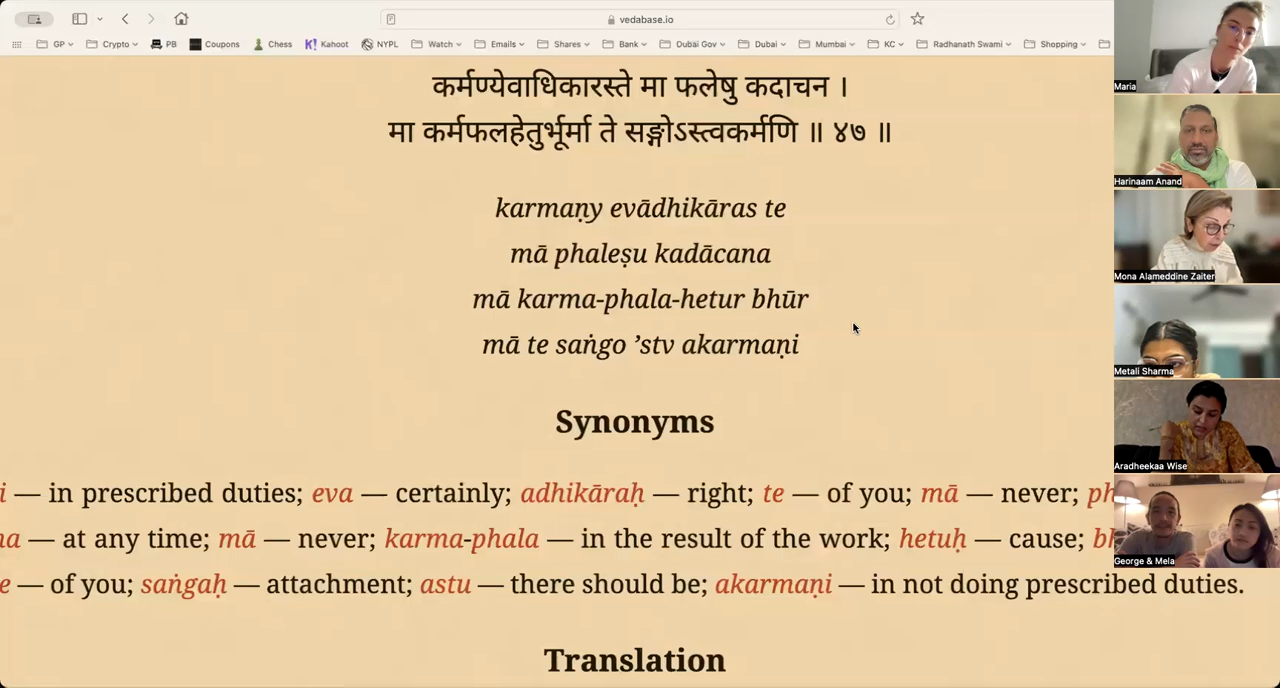 vedabase.io
GP
Crypto
PB
Coupons
Chess
K! Kahoot
NYPL
Watch
Emails
Shares
Bank
Dubai Gov
Dubai
Mumbai
KC
Radhanath Swami
Shopping
कर्मण्येवाधिकारस्ते मा फलेषु कदाचन ।
मा कर्मफलहेतुर्भूर्मा ते सङ्गोऽस्त्वकर्मणि ॥ ४७ ॥
karmaṇy evādhikāras te
mā phaleṣu kadācana
mā karma-phala-hetur bhūr
mā te saṅgo ’stv akarmaṇi
Synonyms
i — in prescribed duties; eva — certainly; adhikāraḥ — right; te — of you; mā — never; ph
na — at any time; mā — never; karma-phala — in the result of the work; hetuḥ — cause; bh
e — of you; saṅgaḥ — attachment; astu — there should be; akarmaṇi — in not doing prescribed duties.
Translation
Maria
Harinaam Anand
Mona Alameddine Zaiter
Metali Sharma
Aradheekaa Wise
George & Mela